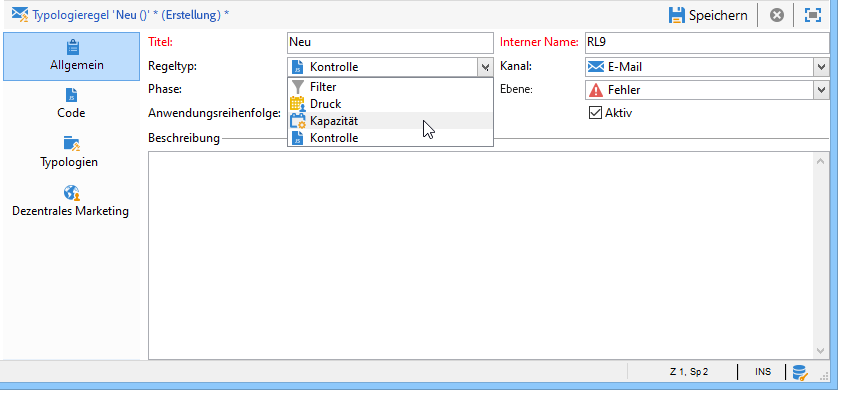 Typologieregel 'Neu ()' * (Erstellung) *
Speichern
Allgemein
Code
Typologien
Dezentrales Marketing
Titel: Neu Interner Name: RL9
Regeltyp: Kontrolle Kanal: E-Mail
Phase: Filter Ebene: Fehler
Druck
Anwendungsreihenfolge: Kapazität Aktiv
Kontrolle
Beschreibung
Z 1, Sp 2 INS